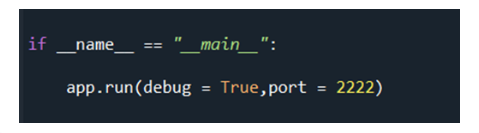 if __name__ == "__main__":
app.run(debug = True,port = 2222)